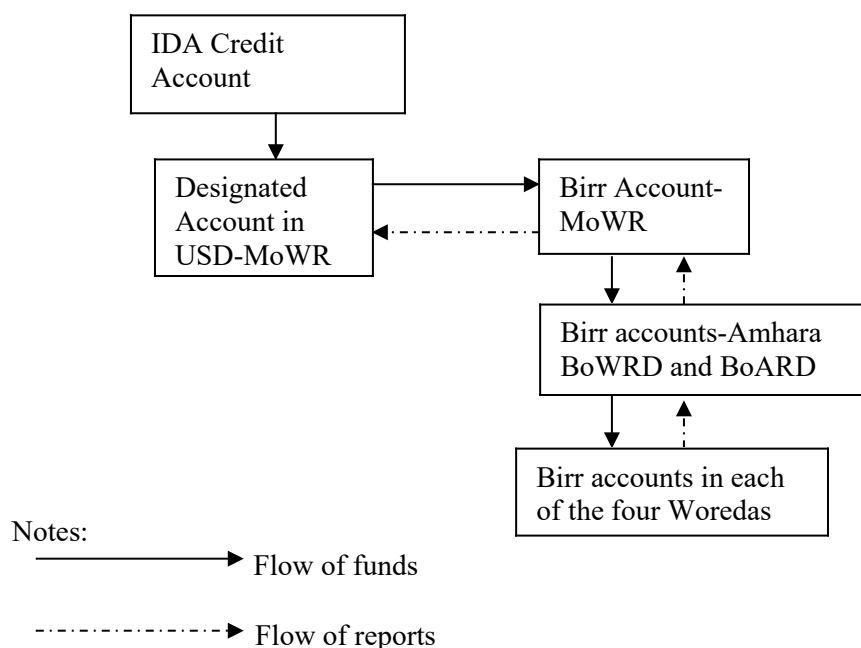 IDA Credit
Account
Designated
Account in
USD-MoWR
Birr Account-
MoWR
Birr accounts-Amhara
BoWRD and BoARD
Birr accounts in each
of the four Woredas
Notes:
Flow of funds
Flow of reports